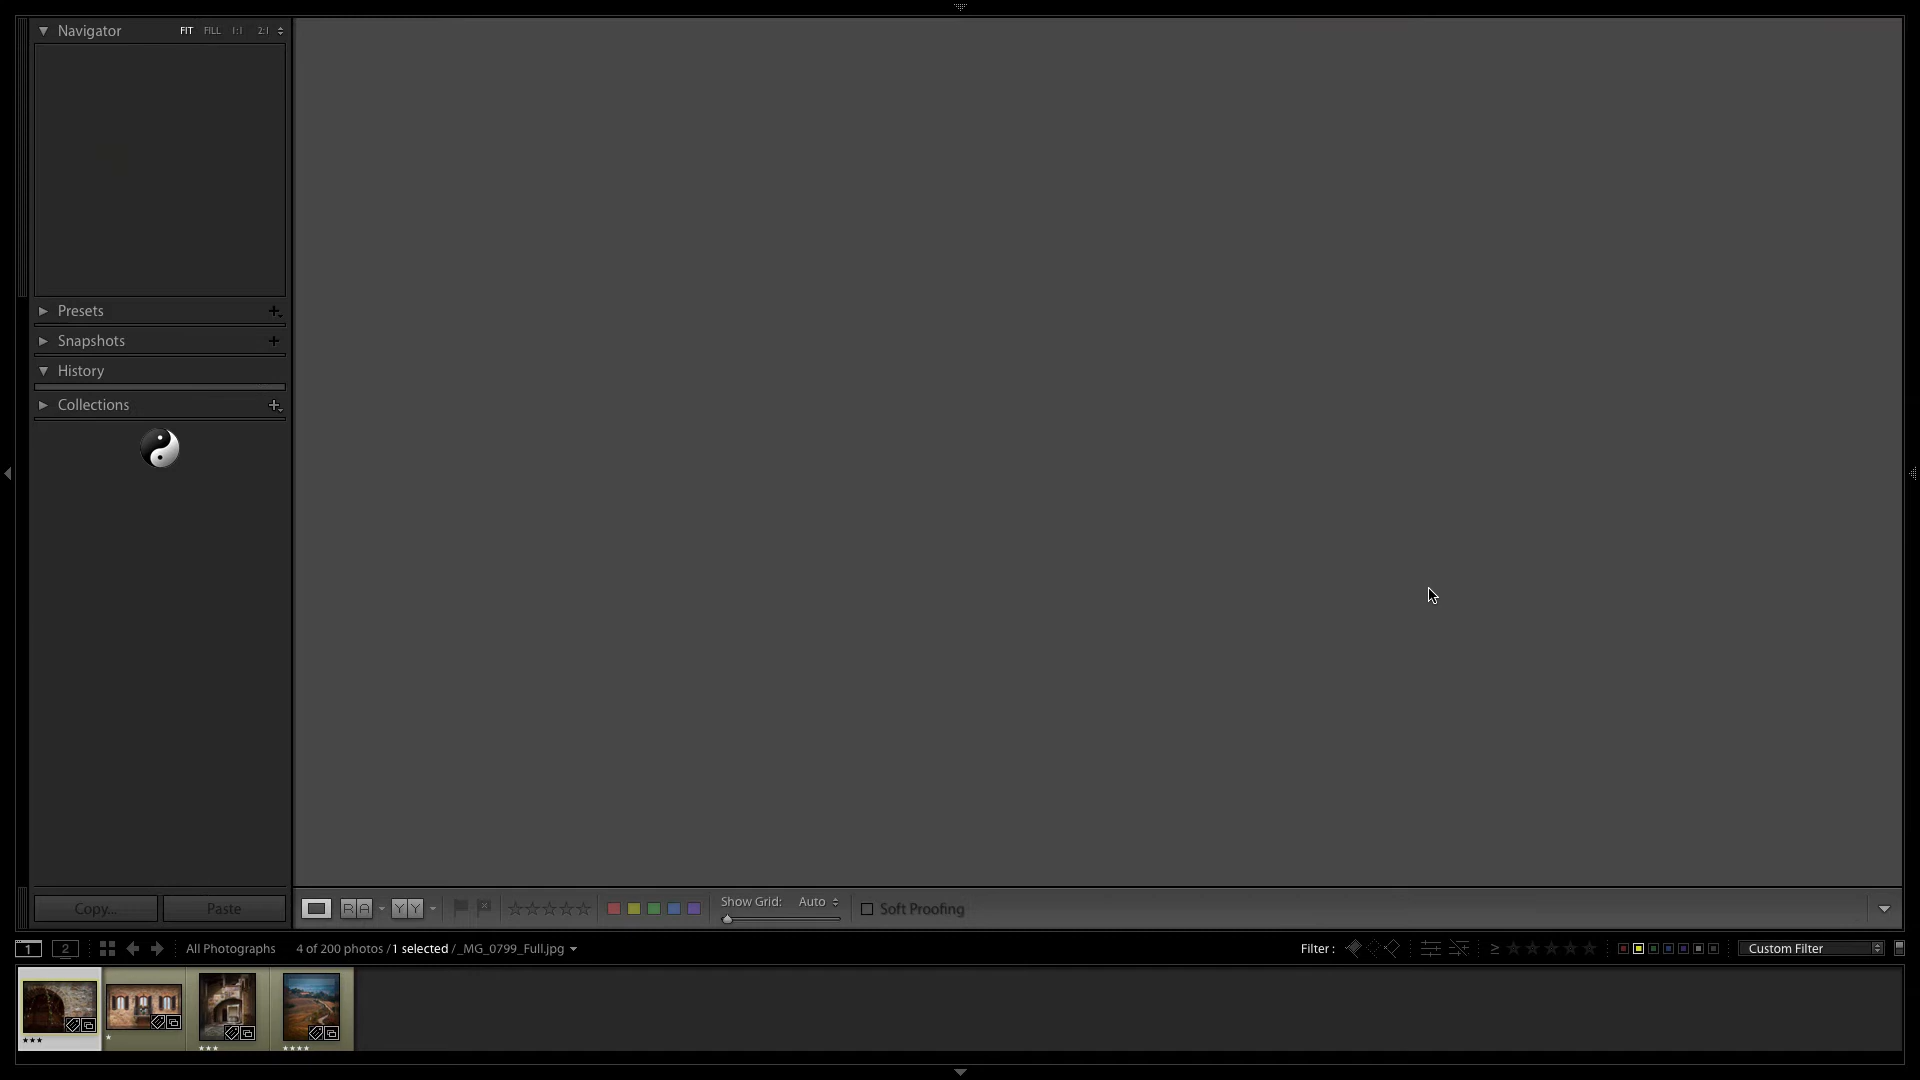 Navigator FIT FILL 1:1 2:1
Presets
Snapshots
History
Collections
Copy... Paste
R A Y Y Show Grid: Auto Soft Proofing
1 2 All Photographs 4 of 200 photos / 1 selected / _MG_0799_Full.jpg Filter: ≥ Custom Filter